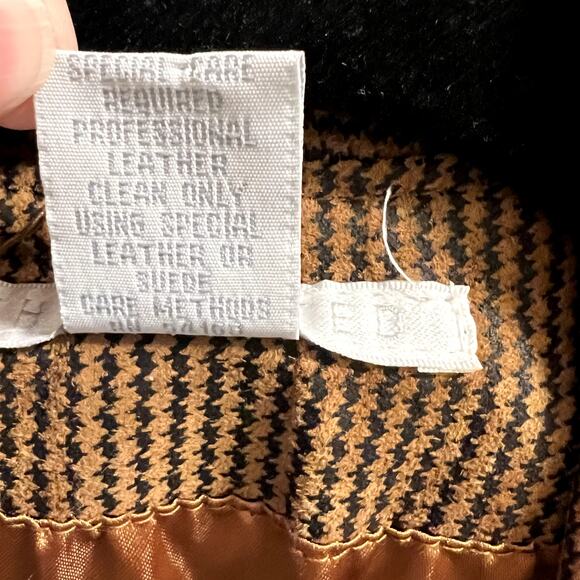 SPECIAL CARE
REQUIRED
PROFESSIONAL
LEATHER
CLEAN ONLY
USING SPECIAL
LEATHER OR
SUEDE
CARE METHODS